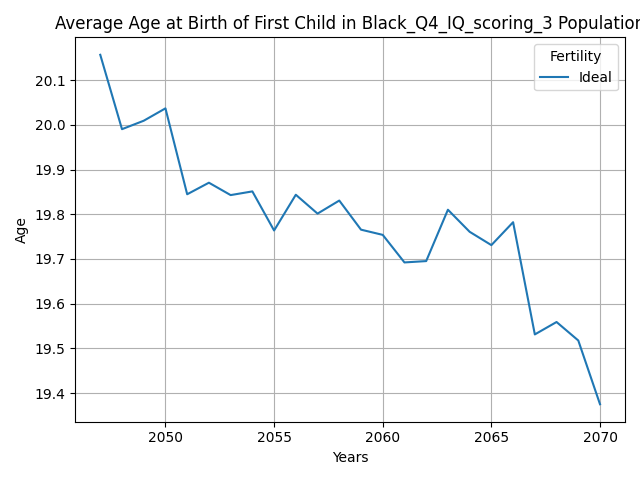 Average Age at Birth of First Child in Black_Q4_IQ_scoring_3 Population
Fertility
Ideal
Age
20.1
20.0
19.9
19.8
19.7
19.6
19.5
19.4
2050 2055 2060 2065 2070
Years